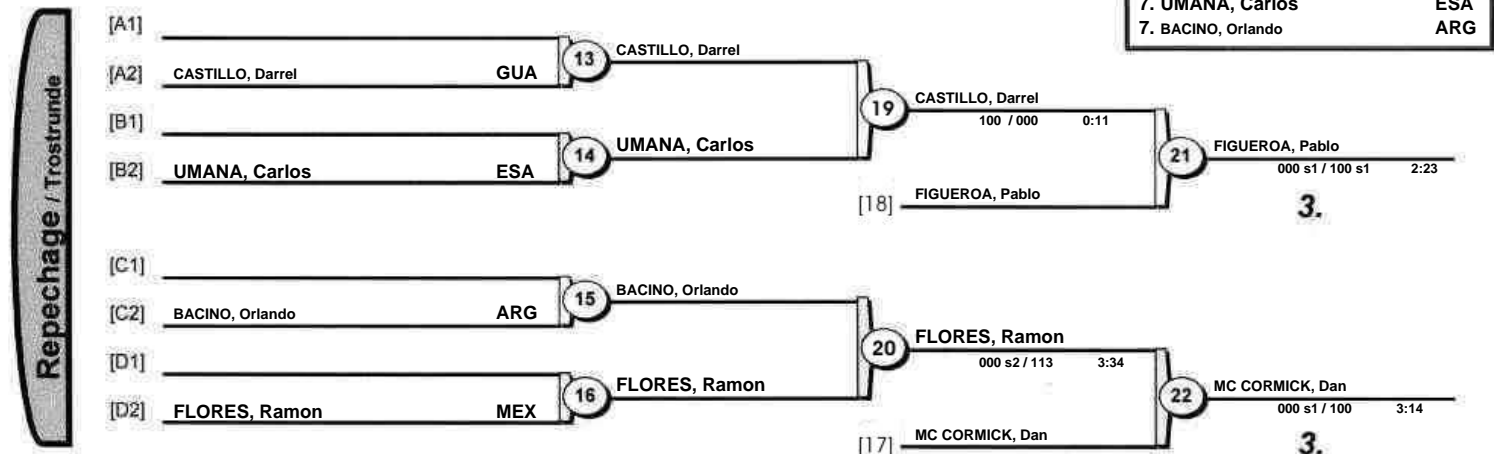 7. UMANA, Carlos ESA
7. BACINO, Orlando ARG
Repechage / Trostrunde
[A1]
[A2] CASTILLO, Darrel GUA
13 CASTILLO, Darrel
[B1]
[B2] UMANA, Carlos ESA
14 UMANA, Carlos
19 CASTILLO, Darrel
100 / 000 0:11
[18] FIGUEROA, Pablo
21 FIGUEROA, Pablo
000 s1 / 100 s1 2:23
3.
[C1]
[C2] BACINO, Orlando ARG
15 BACINO, Orlando
[D1]
[D2] FLORES, Ramon MEX
16 FLORES, Ramon
20 FLORES, Ramon
000 s2 / 113 3:34
[17] MC CORMICK, Dan
22 MC CORMICK, Dan
000 s1 / 100 3:14
3.